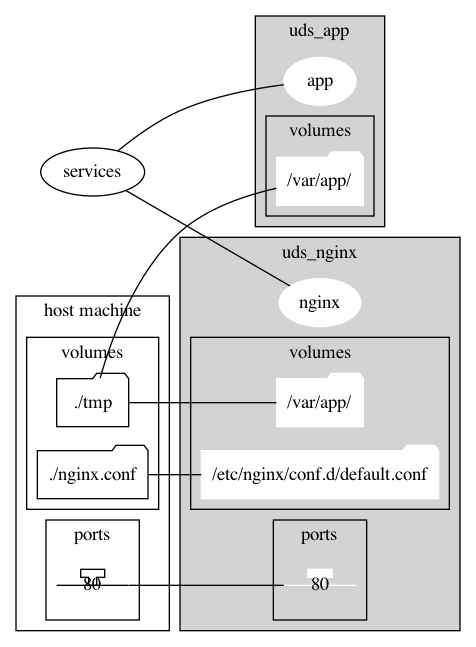 uds_app
app
volumes
/var/app/
services
uds_nginx
nginx
host machine
volumes
./tmp
./nginx.conf
ports
80
volumes
/var/app/
/etc/nginx/conf.d/default.conf
ports
80